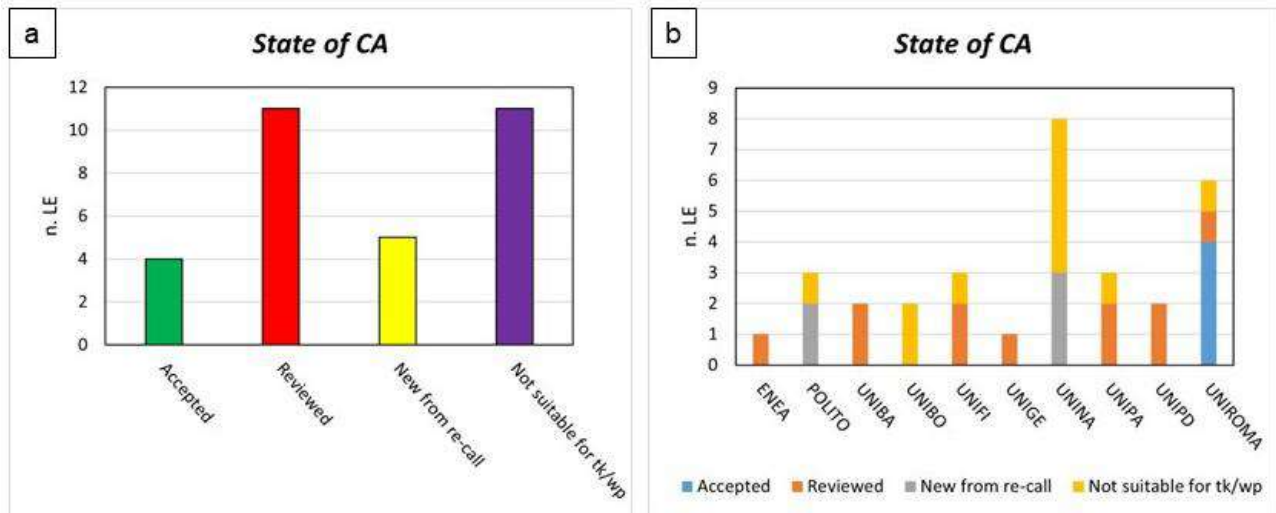 a
State of CA
12
10
8
6
4
2
0
n. LE
Accepted
Reviewed
New from re-call
Not suitable for tk/wp
b
State of CA
9
8
7
6
5
4
3
2
1
0
n. LE
ENEA
POLITO
UNIBA
UNIBO
UNIFI
UNIGE
UNINA
UNIPA
UNIPD
UNIROMA
Accepted Reviewed New from re-call Not suitable for tk/wp